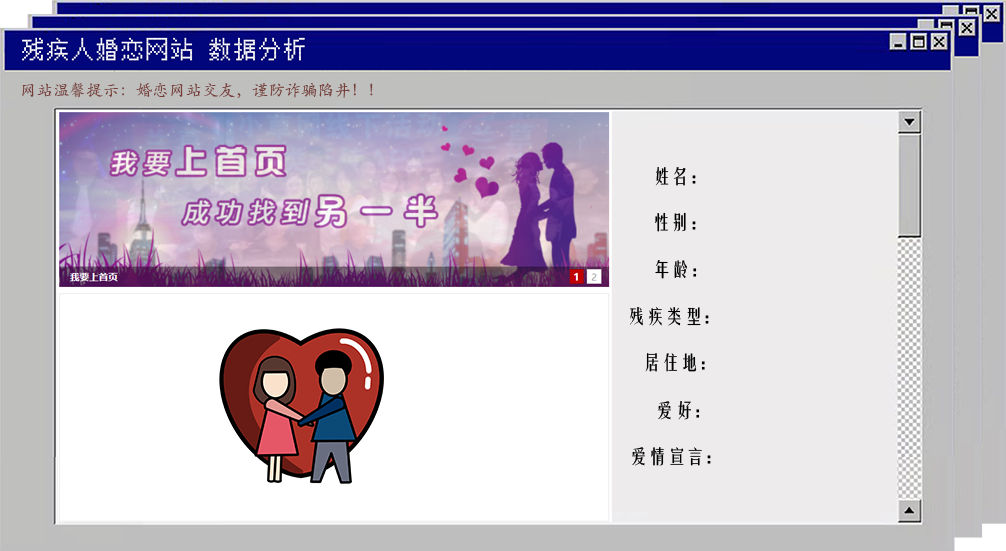 残疾人婚恋网站 数据分析
网站温馨提示：婚恋网站交友，谨防诈骗陷井！！
我要上首页
成功找到另一半
我要上首页 1 2
姓名：
性别：
年龄：
残疾类型：
居住地：
爱好：
爱情宣言：